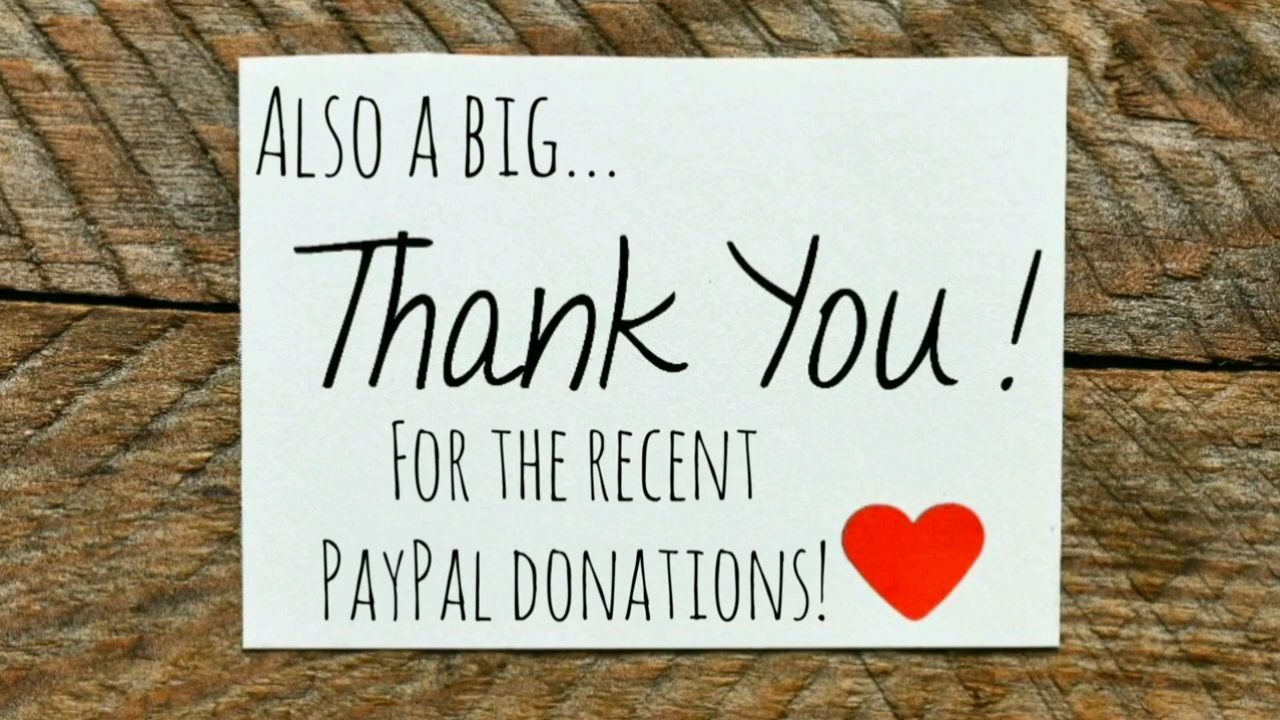 Also a big...
Thank You!
For the recent
PayPal donations!